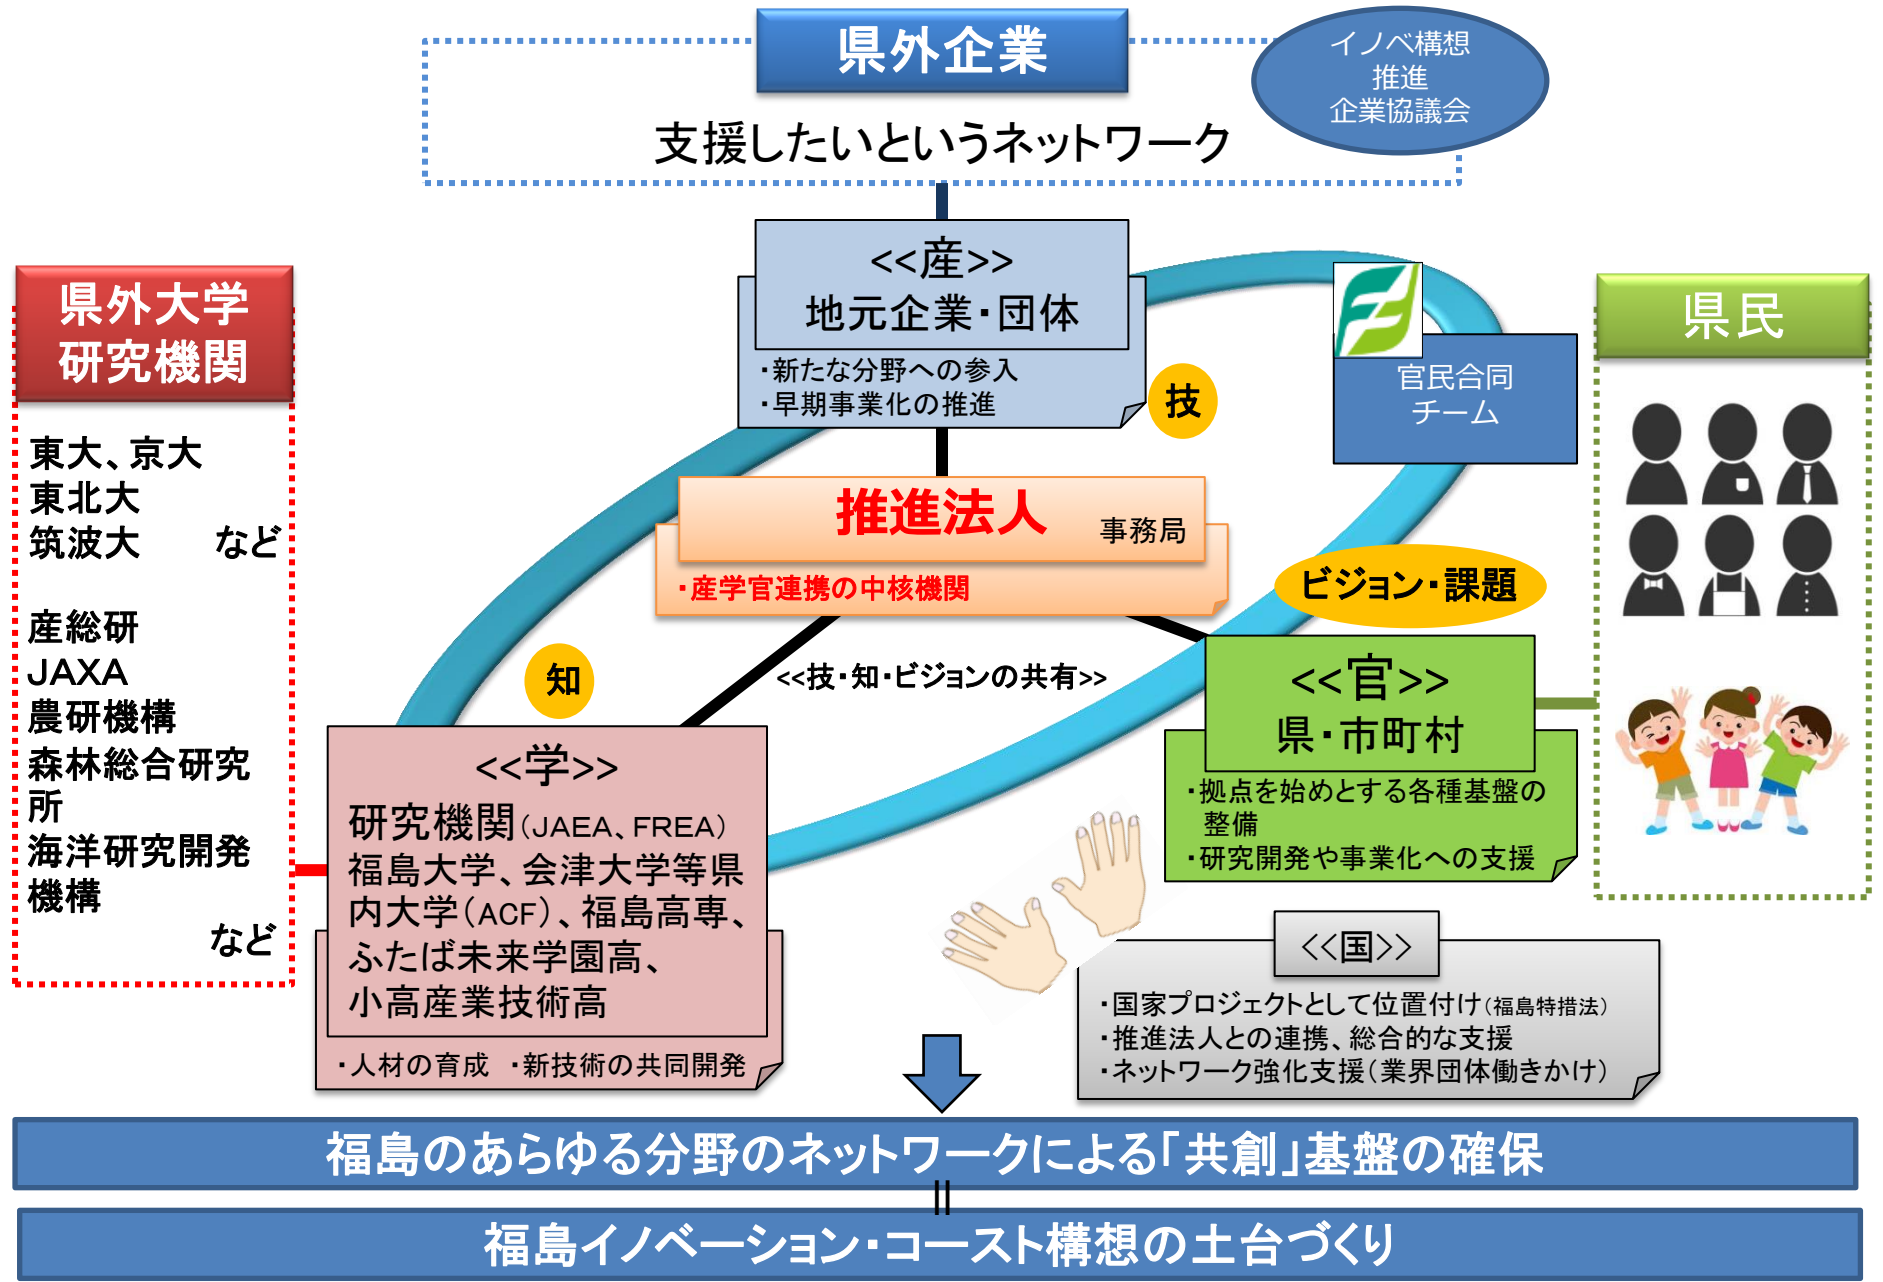 県外企業
イノベ構想
推進
企業協議会
支援したいというネットワーク
<<産>>
地元企業・団体
・新たな分野への参入
・早期事業化の推進
技
官民合同
チーム
県外大学
研究機関
東大、京大
東北大
筑波大 など
産総研
JAXA
農研機構
森林総合研究
所
海洋研究開発
機構
など
県民
推進法人 事務局
・産学官連携の中核機関
ビジョン・課題
知
<<技・知・ビジョンの共有>>
<<学>>
研究機関(JAEA、FREA)
福島大学、会津大学等県
内大学(ACF)、福島高専、
ふたば未来学園高、
小高産業技術高
・人材の育成 ・新技術の共同開発
<<官>>
県・市町村
・拠点を始めとする各種基盤の
整備
・研究開発や事業化への支援
<<国>>
・国家プロジェクトとして位置付け(福島特措法)
・推進法人との連携、総合的な支援
・ネットワーク強化支援(業界団体働きかけ)
福島のあらゆる分野のネットワークによる「共創」基盤の確保
=
福島イノベーション・コースト構想の土台づくり